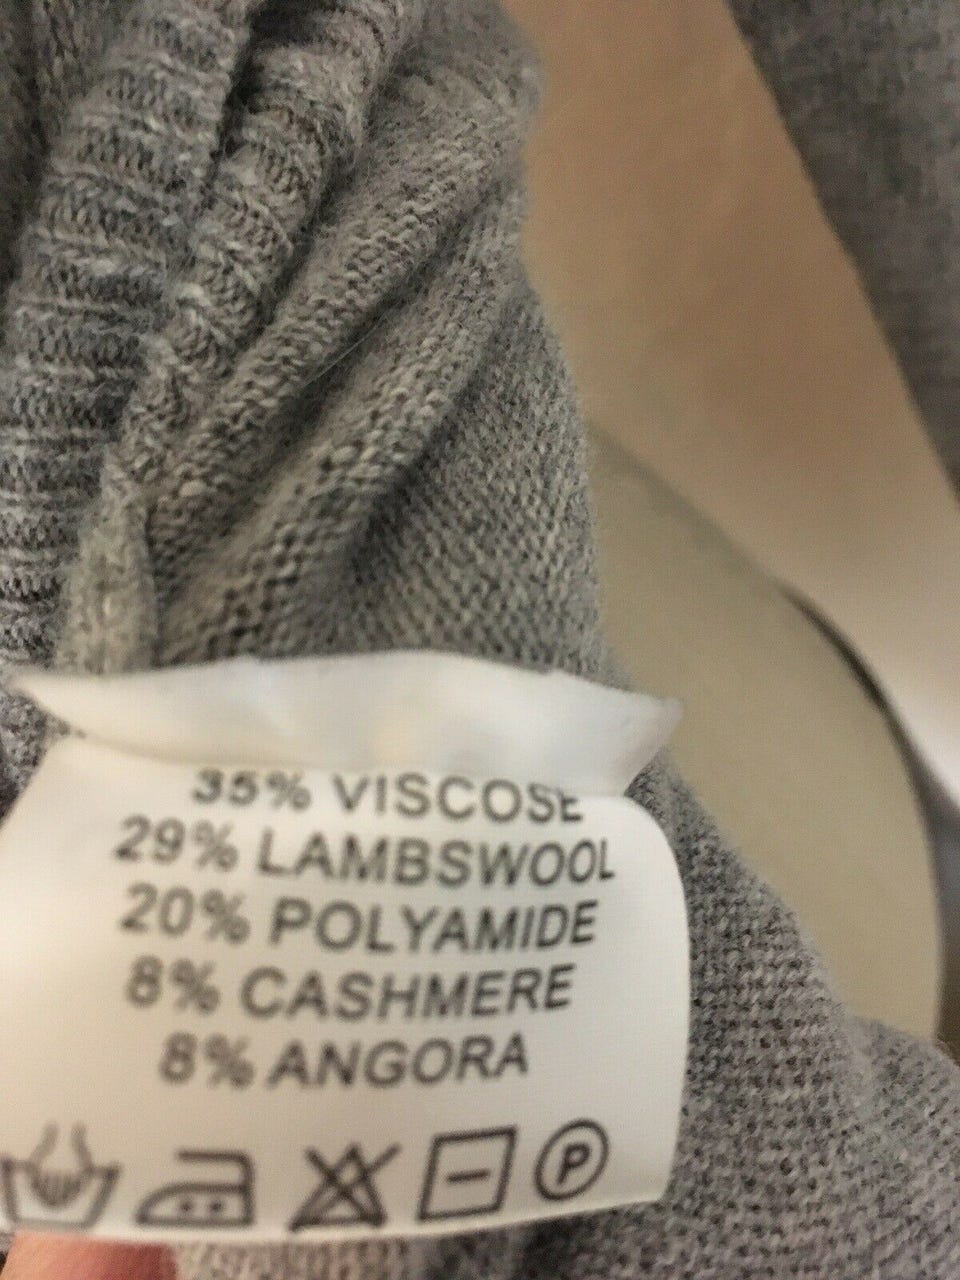 35% VISCOSE
29% LAMBSWOOL
20% POLYAMIDE
8% CASHMERE
8% ANGORA
P